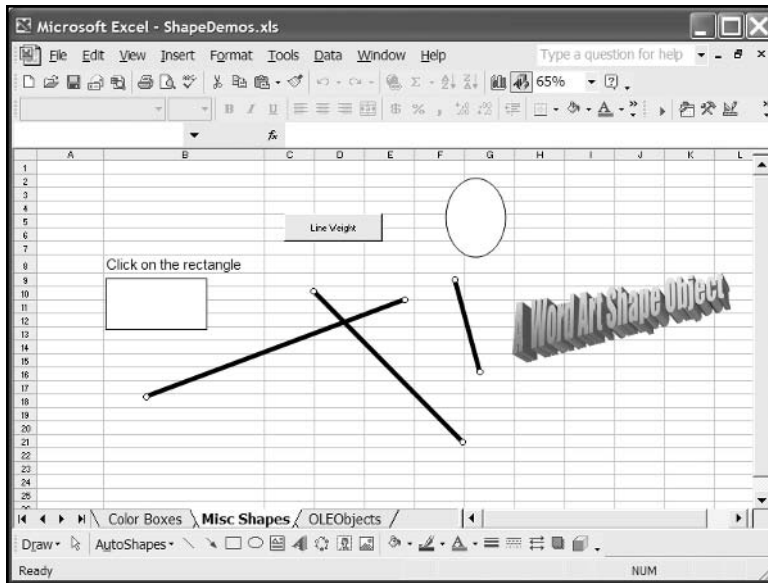 Microsoft Excel - ShapeDemos.xls
File Edit View Insert Format Tools Data Window Help Type a question for help
65%
B I U $ % ,
fx
A B C D E F G H I J K L
1
2
3
4
5
Line Weight
6
7
8 Click on the rectangle
9
10
11
A Word Art Shape Object
12
13
14
15
16
17
18
19
20
21
22
23
24
25
Color Boxes Misc Shapes OLEObjects
Draw AutoShapes
Ready NUM